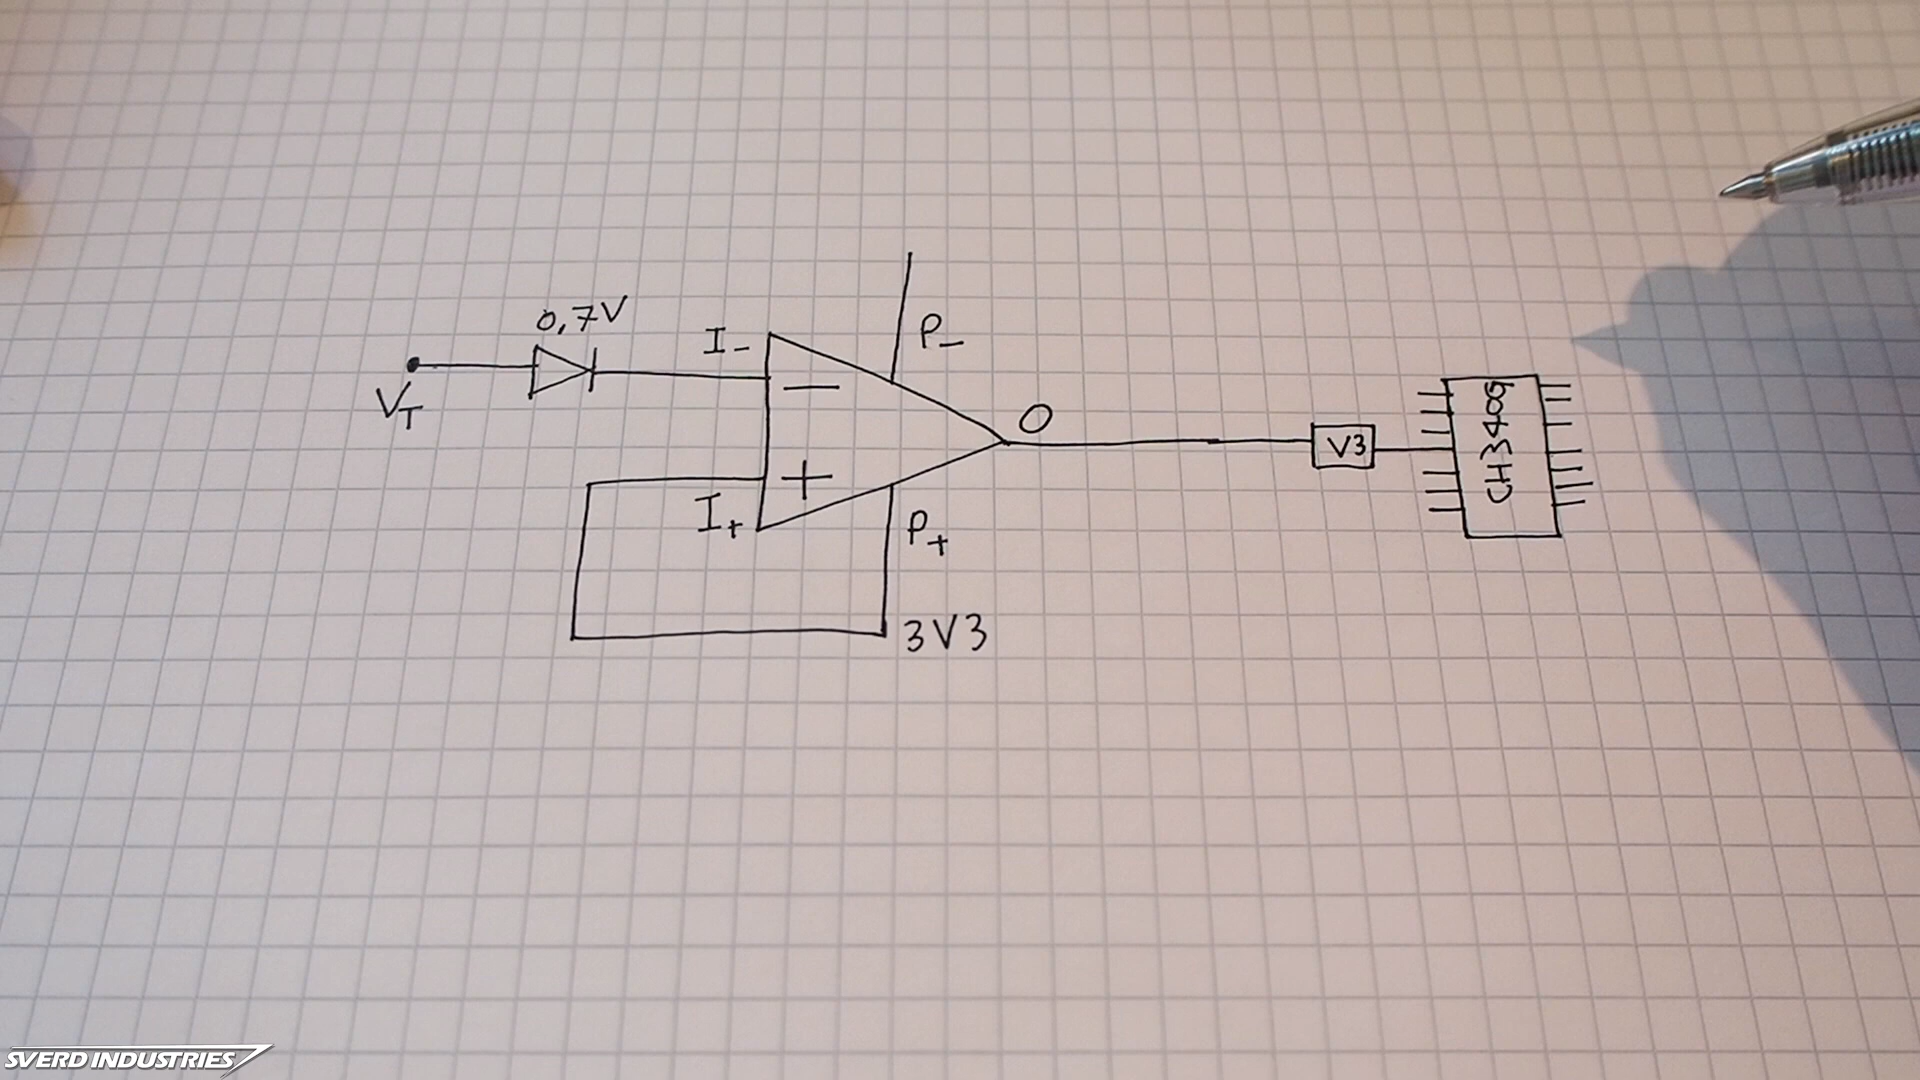 0,7V
I-
P-
VT
−
O
V3
CH340G
+
I+
P+
3V3
SVERD INDUSTRIES